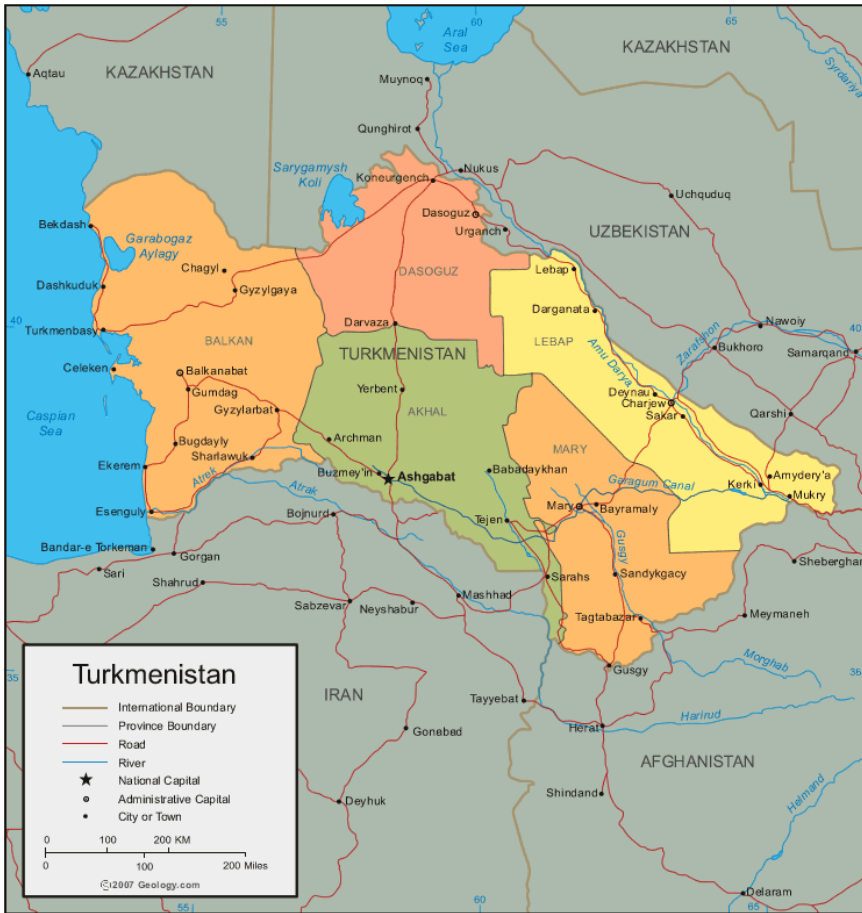 55
60
65
Aral
Sea
KAZAKHSTAN
KAZAKHSTAN
Aqtau
Muynoq
Syrdariya
Qunghirot
Sarygamysh
Koli
Koneurgench
Nukus
Uchquduq
Dasoguz
Bekdash
Garabogaz
Aylagy
Urganch
UZBEKISTAN
Chagyl
DASOGUZ
Lebap
Dashkuduk
Gyzylgaya
Darganata
40
Turkmenbasy
Darvaza
Nawoiy
40
BALKAN
TURKMENISTAN
LEBAP
Amu Darya
Zarafshon
Bukhoro
Samarqand
Celeken
Balkanabat
Gumdag
Yerbent
Deynau
Charjew
Caspian
Sea
Gyzylarbat
AKHAL
Sakar
Qarshi
Bugdayly
Archman
MARY
Sharlawuk
Ekerem
Atrek
Buzmey'in
Ashgabat
Babadaykhan
Garagum Canal
Kerki
Amydery'a
Mukry
Atrak
Mary
Bayramaly
Esenguly
Bojnurd
Tejen
Gusgy
Bandar-e Torkeman
Gorgan
Sheberghan
Sari
Shahrud
Sarahs
Sandykgacy
Mashhad
Sabzevar
Neyshabur
Tagtabazar
Meymaneh
Turkmenistan
Gusgy
Morghab
35
36
International Boundary
Province Boundary
Road
River
National Capital
Administrative Capital
City or Town
0 100 200 KM
0 100 200 Miles
©2007 Geology.com
IRAN
Tayyebat
Harirud
Gonabad
Herat
AFGHANISTAN
Shindand
Deyhuk
Helmand
Delaram
55
60
65